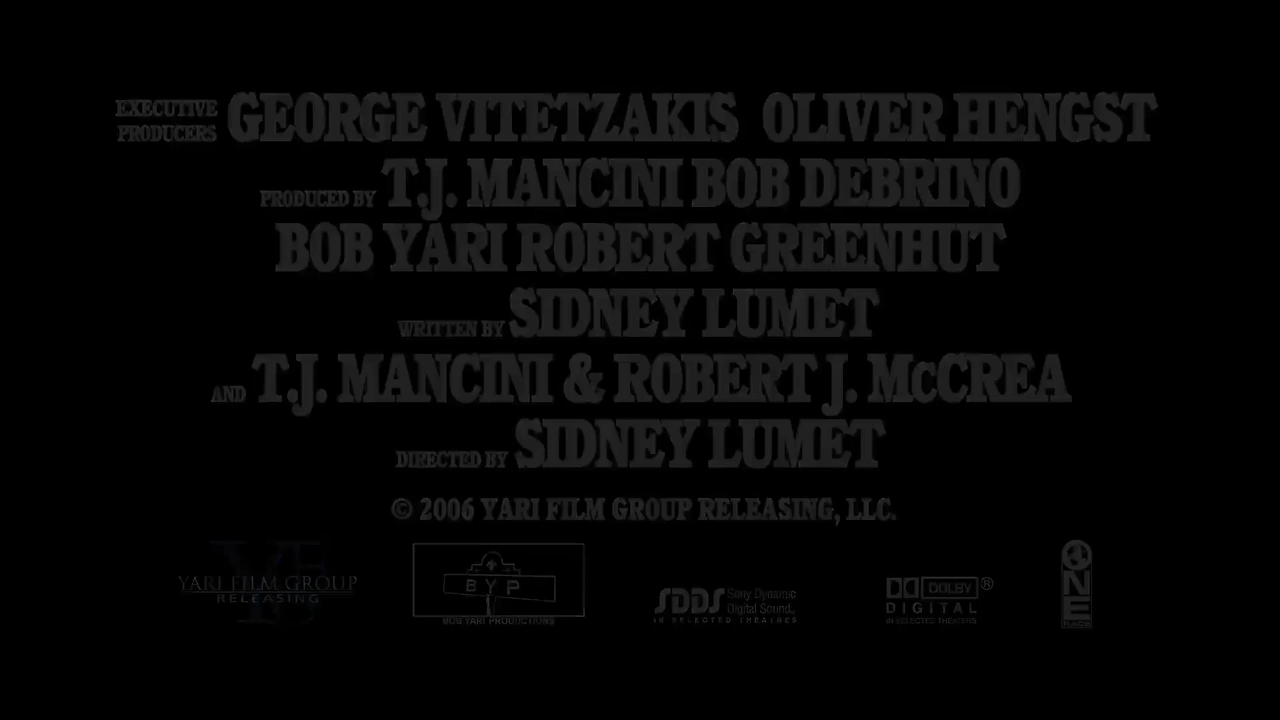 EXECUTIVE PRODUCERS GEORGE VITETZAKIS OLIVER HENGST
PRODUCED BY T.J. MANCINI BOB DEBRINO
BOB YARI ROBERT GREENHUT
WRITTEN BY SIDNEY LUMET
AND T.J. MANCINI & ROBERT J. McCREA
DIRECTED BY SIDNEY LUMET
© 2006 YARI FILM GROUP RELEASING, LLC.
YARI FILM GROUP
RELEASING
BYP
BOB YARI PRODUCTIONS
SDDS Sony Dynamic
Digital Sound
IN SELECTED THEATRES
DOLBY®
DIGITAL
IN SELECTED THEATERS
ONE
RACE